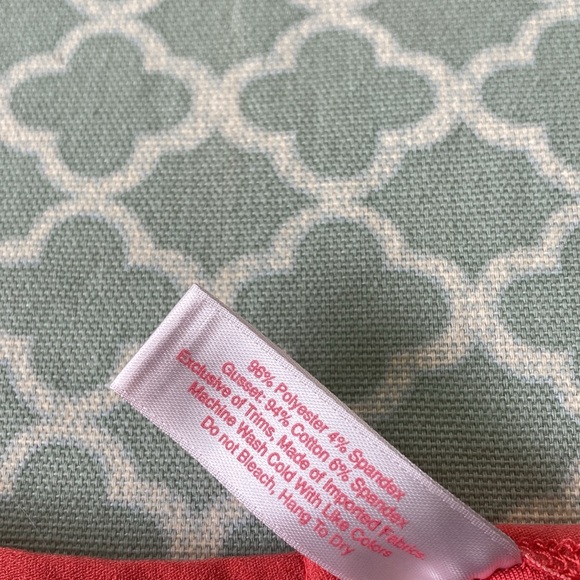 96% Polyester 4% Spandex
Gusset: 94% Cotton 6% Spandex
Exclusive of Trims, Made of Imported Fabrics
Machine Wash Cold With Like Colors
Do not Bleach, Hang To Dry